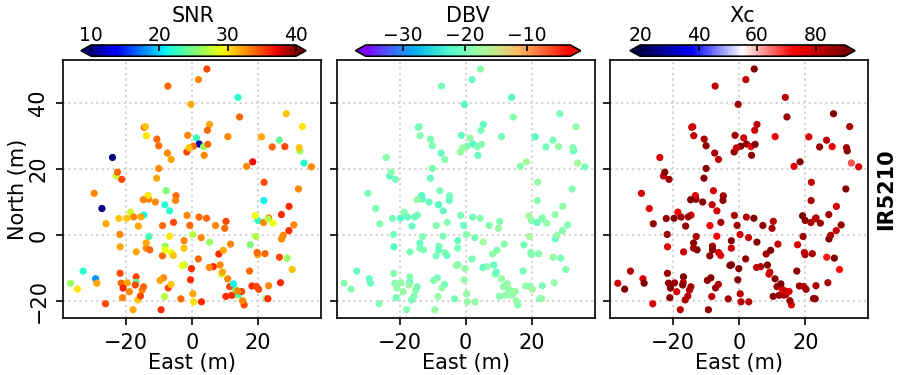 SNR DBV Xc
10 20 30 40 −30 −20 −10 20 40 60 80
40
20
0
−20
North (m)
IR5210
−20 0 20 −20 0 20 −20 0 20
East (m) East (m) East (m)